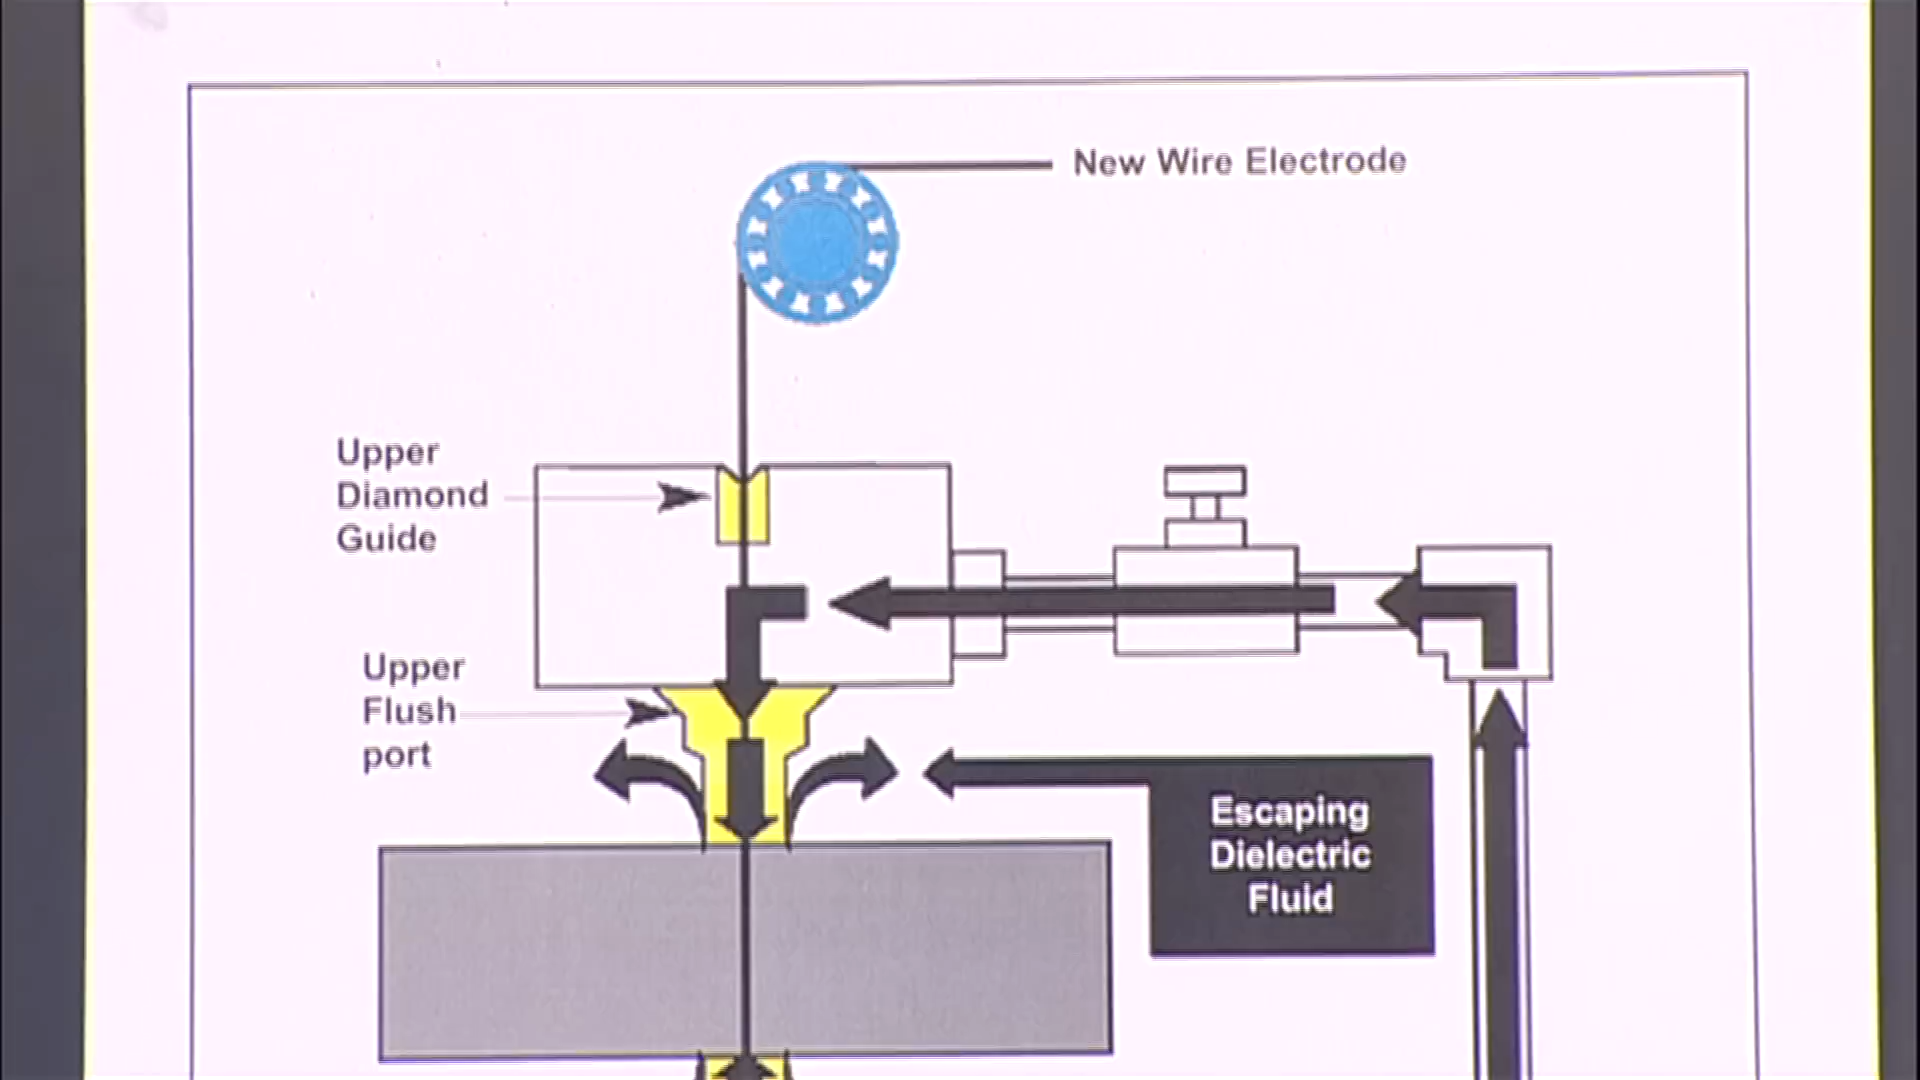 New Wire Electrode
Upper
Diamond
Guide
Upper
Flush
port
Escaping
Dielectric
Fluid